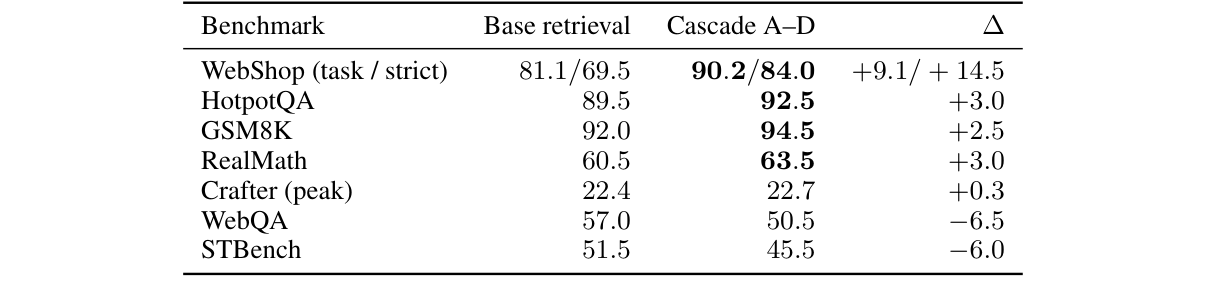 Benchmark Base retrieval Cascade A–D Δ
WebShop (task / strict) 81.1/69.5 90.2/84.0 +9.1/ + 14.5
HotpotQA 89.5 92.5 +3.0
GSM8K 92.0 94.5 +2.5
RealMath 60.5 63.5 +3.0
Crafter (peak) 22.4 22.7 +0.3
WebQA 57.0 50.5 −6.5
STBench 51.5 45.5 −6.0